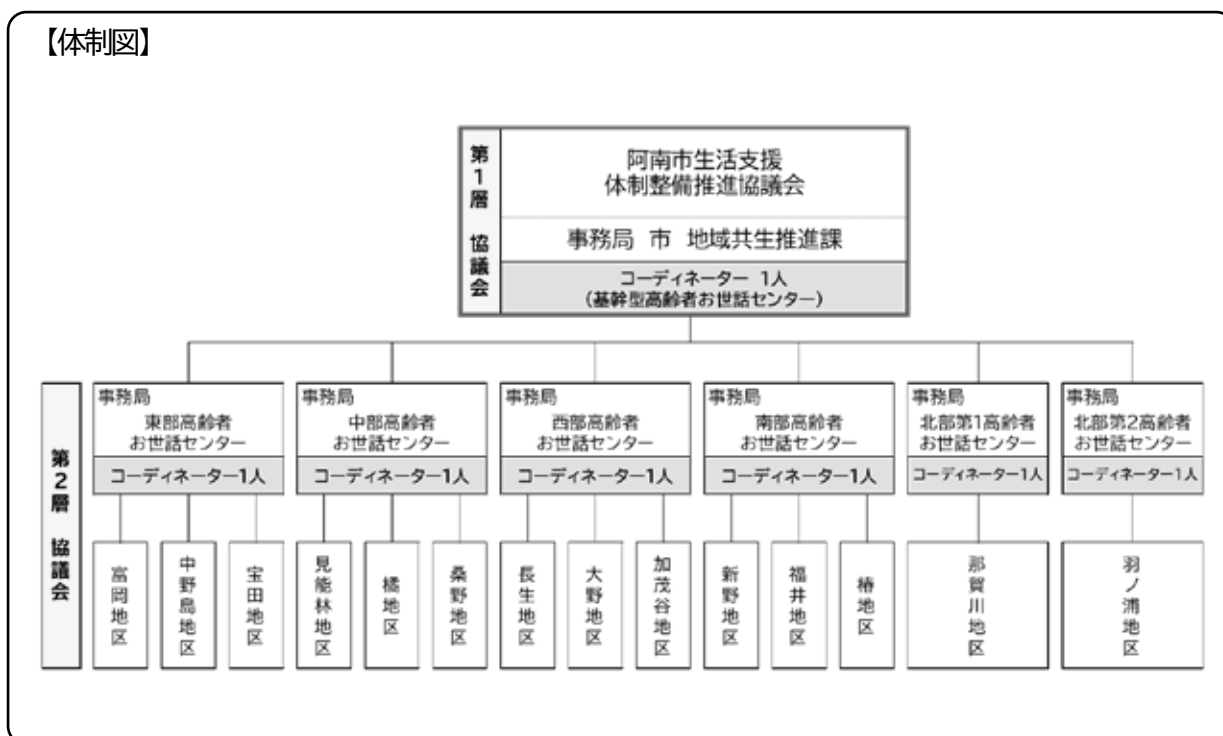 【体制図】
第1層 協議会
阿南市生活支援
体制整備推進協議会
事務局 市 地域共生推進課
コーディネーター 1人
（基幹型高齢者お世話センター）
第2層 協議会
事務局
東部高齢者
お世話センター
コーディネーター1人
富岡地区
中野島地区
宝田地区
事務局
中部高齢者
お世話センター
コーディネーター1人
見能林地区
橘地区
桑野地区
事務局
西部高齢者
お世話センター
コーディネーター1人
長生地区
大野地区
加茂谷地区
事務局
南部高齢者
お世話センター
コーディネーター1人
新野地区
福井地区
椿地区
事務局
北部第1高齢者
お世話センター
コーディネーター1人
那賀川地区
事務局
北部第2高齢者
お世話センター
コーディネーター1人
羽ノ浦地区